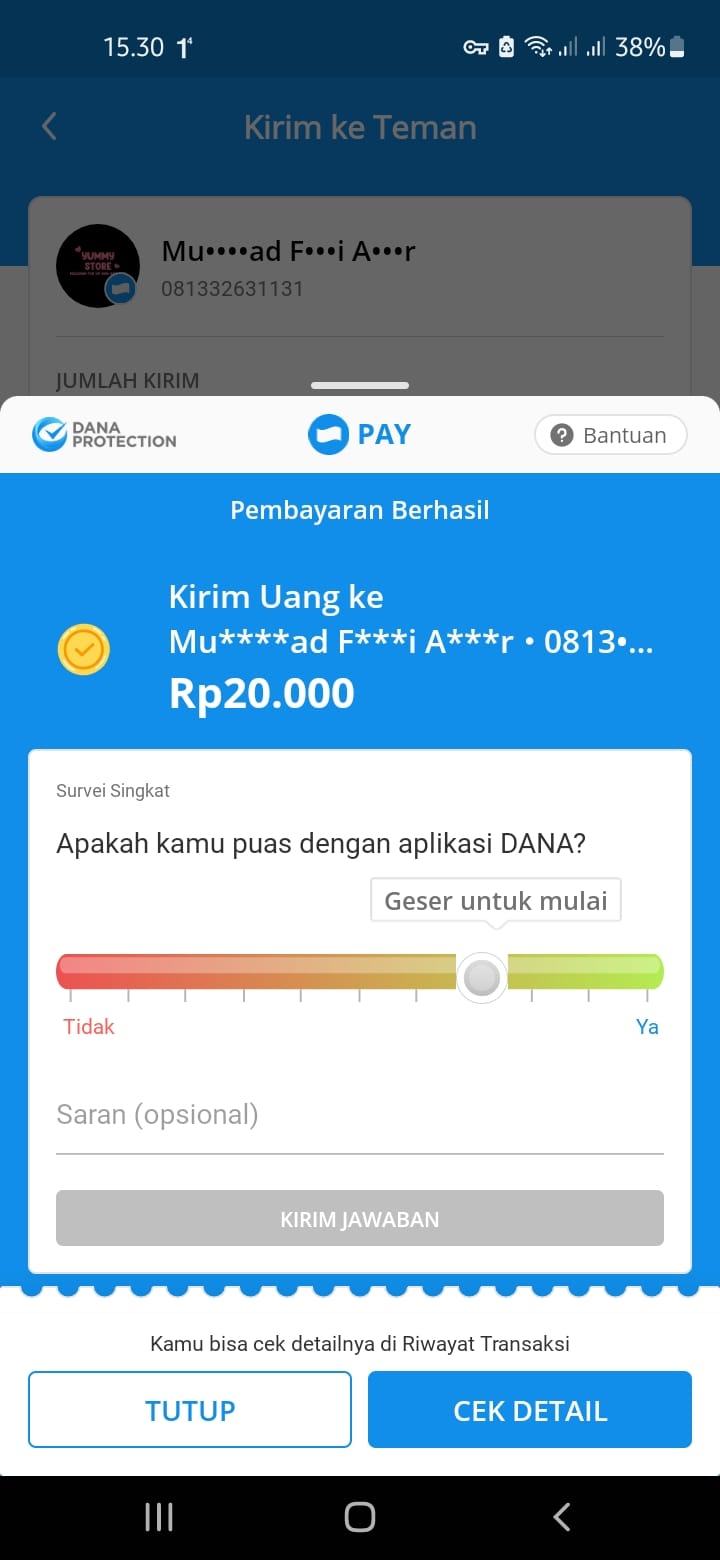 15.30
38%
Kirim ke Teman
YUMMY
STORE
Mu••••ad F•••i A•••r
081332631131
JUMLAH KIRIM
DANA
PROTECTION
PAY
Bantuan
Pembayaran Berhasil
Kirim Uang ke
Mu****ad F***i A***r • 0813•...
Rp20.000
Survei Singkat
Apakah kamu puas dengan aplikasi DANA?
Geser untuk mulai
Tidak
Ya
Saran (opsional)
KIRIM JAWABAN
Kamu bisa cek detailnya di Riwayat Transaksi
TUTUP
CEK DETAIL